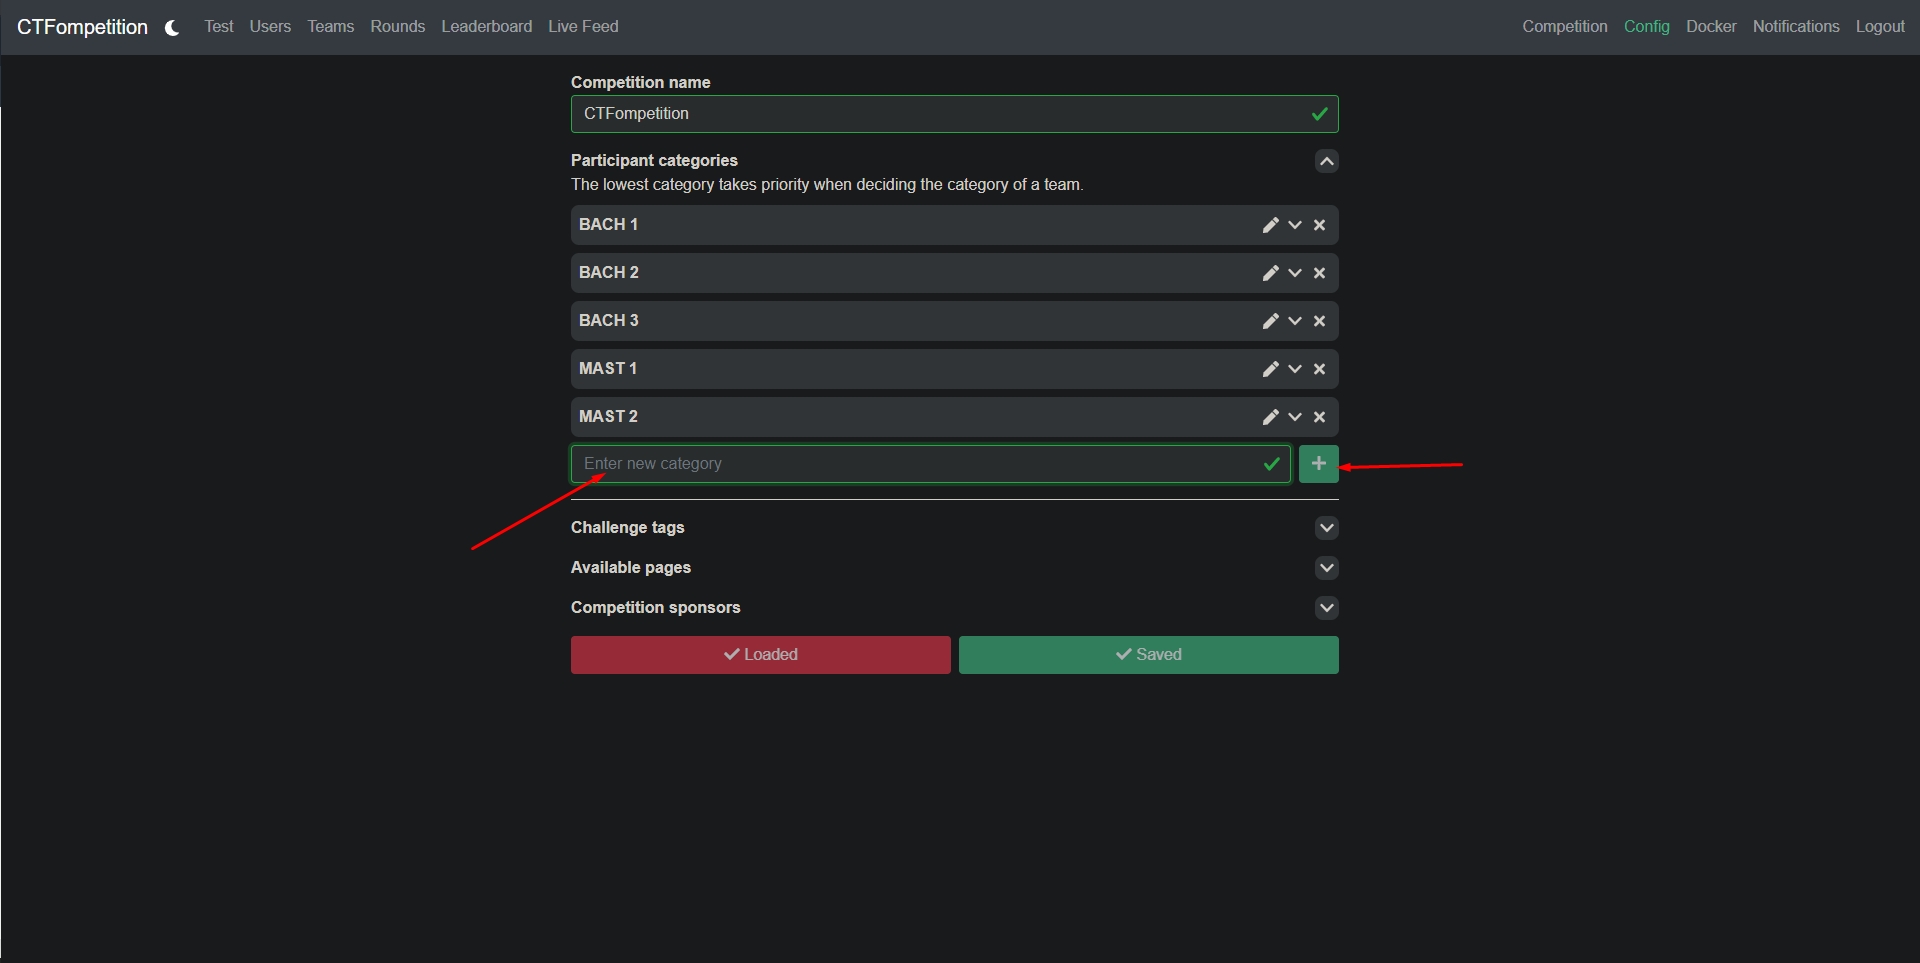 CTFompetition Test Users Teams Rounds Leaderboard Live Feed Competition Config Docker Notifications Logout
Competition name
CTFompetition
Participant categories
The lowest category takes priority when deciding the category of a team.
BACH 1
BACH 2
BACH 3
MAST 1
MAST 2
Enter new category
Challenge tags
Available pages
Competition sponsors
Loaded Saved